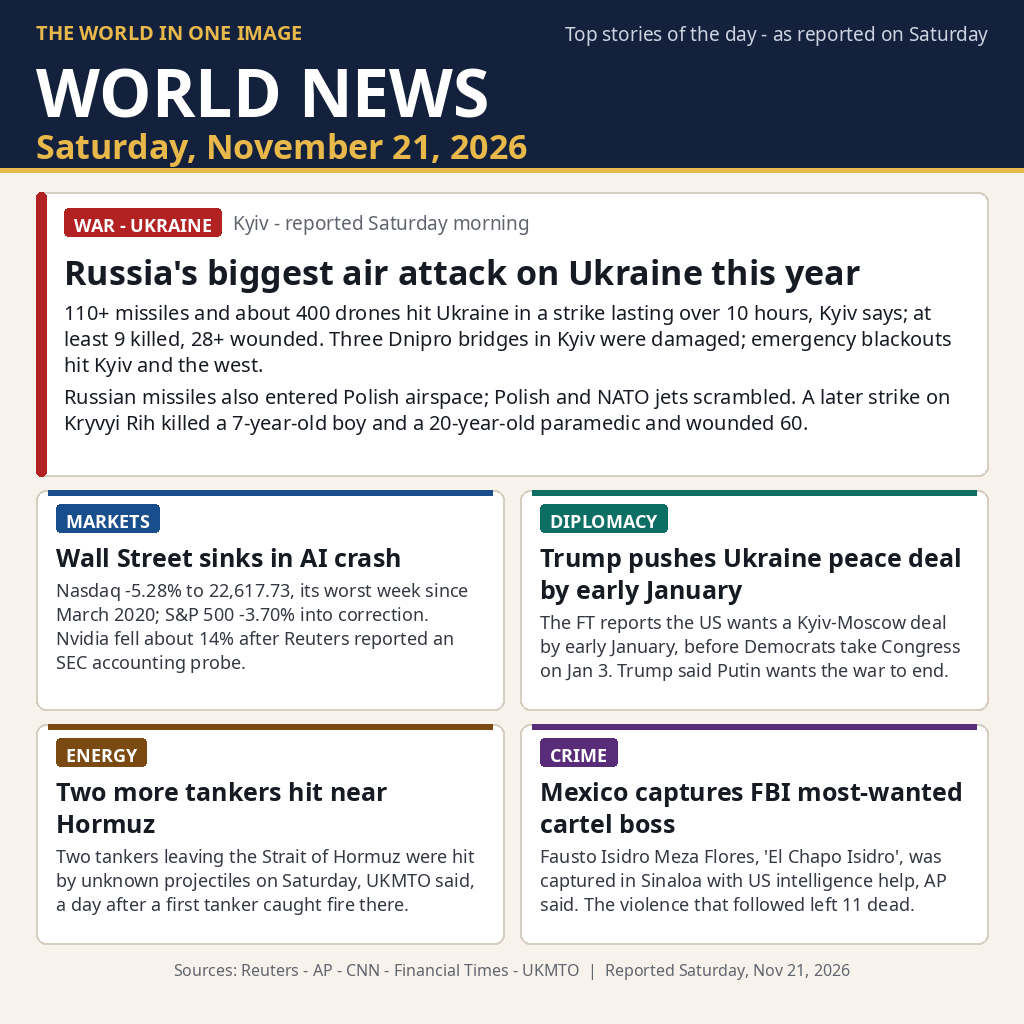 THE WORLD IN ONE IMAGE
Top stories of the day - as reported on Saturday
WORLD NEWS
Saturday, November 21, 2026
WAR - UKRAINE
Kyiv - reported Saturday morning
Russia's biggest air attack on Ukraine this year
110+ missiles and about 400 drones hit Ukraine in a strike lasting over 10 hours, Kyiv says; at
least 9 killed, 28+ wounded. Three Dnipro bridges in Kyiv were damaged; emergency blackouts
hit Kyiv and the west.
Russian missiles also entered Polish airspace; Polish and NATO jets scrambled. A later strike on
Kryvyi Rih killed a 7-year-old boy and a 20-year-old paramedic and wounded 60.
MARKETS
Wall Street sinks in AI crash
Nasdaq -5.28% to 22,617.73, its worst week since
March 2020; S&P 500 -3.70% into correction.
Nvidia fell about 14% after Reuters reported an
SEC accounting probe.
DIPLOMACY
Trump pushes Ukraine peace deal
by early January
The FT reports the US wants a Kyiv-Moscow deal
by early January, before Democrats take Congress
on Jan 3. Trump said Putin wants the war to end.
ENERGY
Two more tankers hit near
Hormuz
Two tankers leaving the Strait of Hormuz were hit
by unknown projectiles on Saturday, UKMTO said,
a day after a first tanker caught fire there.
CRIME
Mexico captures FBI most-wanted
cartel boss
Fausto Isidro Meza Flores, 'El Chapo Isidro', was
captured in Sinaloa with US intelligence help, AP
said. The violence that followed left 11 dead.
Sources: Reuters - AP - CNN - Financial Times - UKMTO | Reported Saturday, Nov 21, 2026